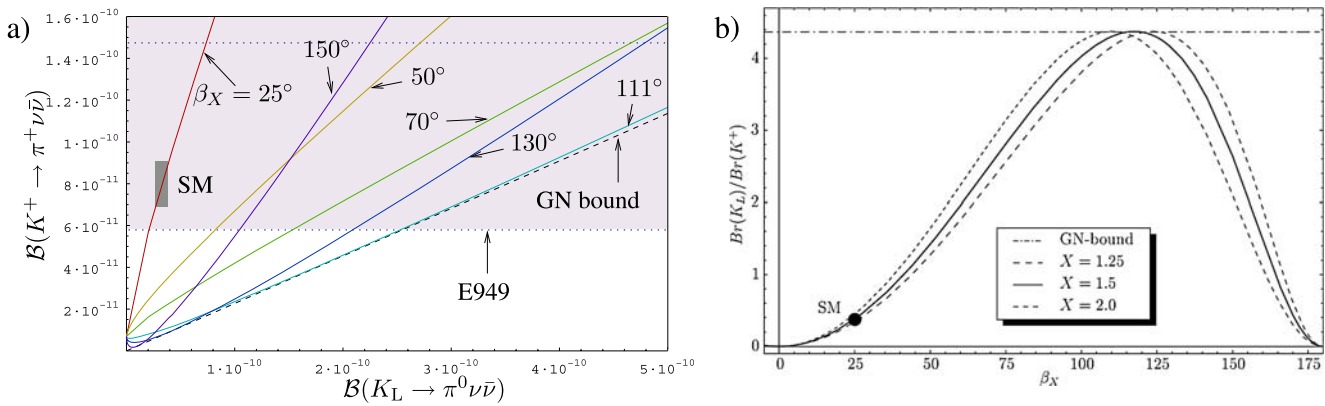 a)
B(K⁺ → π⁺νν̄)
1.6·10⁻¹⁰
1.4·10⁻¹⁰
1.2·10⁻¹⁰
1·10⁻¹⁰
8·10⁻¹¹
6·10⁻¹¹
4·10⁻¹¹
2·10⁻¹¹
150°
50°
β_X = 25°
111°
70°
130°
SM
GN bound
E949
1·10⁻¹⁰ 2·10⁻¹⁰ 3·10⁻¹⁰ 4·10⁻¹⁰ 5·10⁻¹⁰
B(K_L → π⁰νν̄)
b)
Br(K_L)/Br(K⁺)
4
3
2
1
0
GN-bound
X = 1.25
X = 1.5
X = 2.0
SM
0 25 50 75 100 125 150 175
β_X